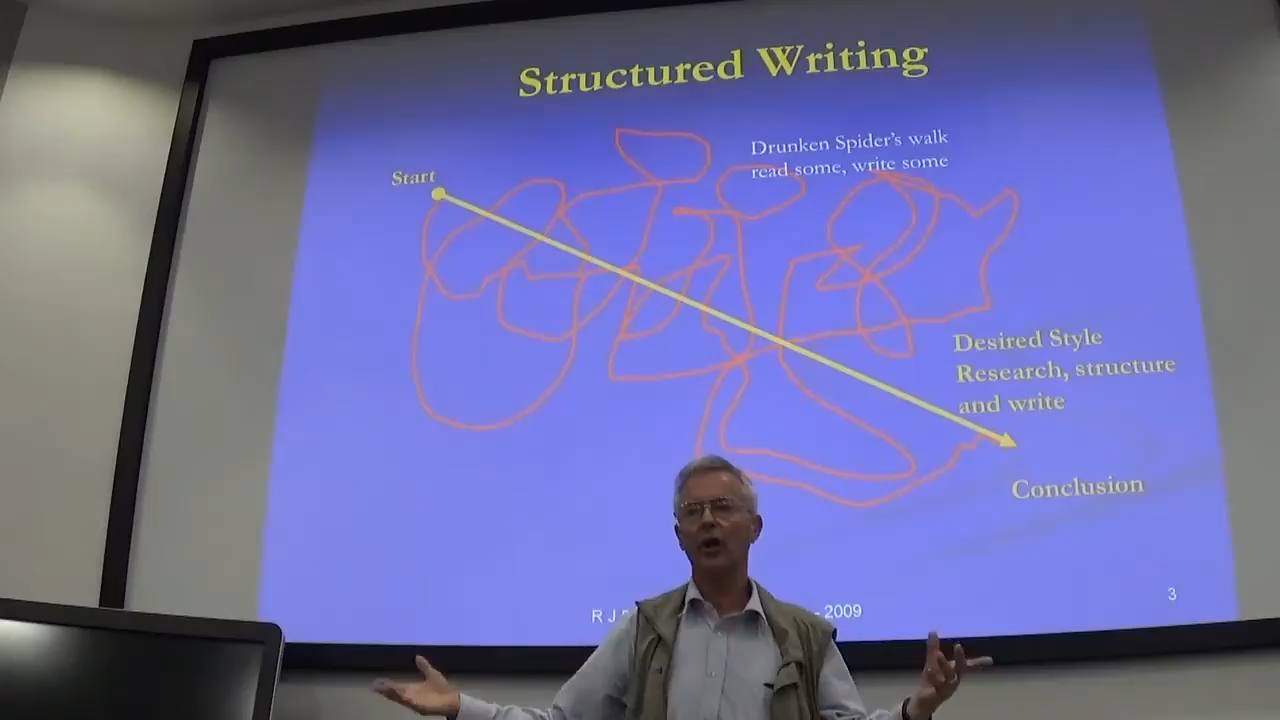 Structured Writing
Drunken Spider's walk
read some, write some
Start
Desired Style
Research, structure
and write
Conclusion
3
R J
- 2009